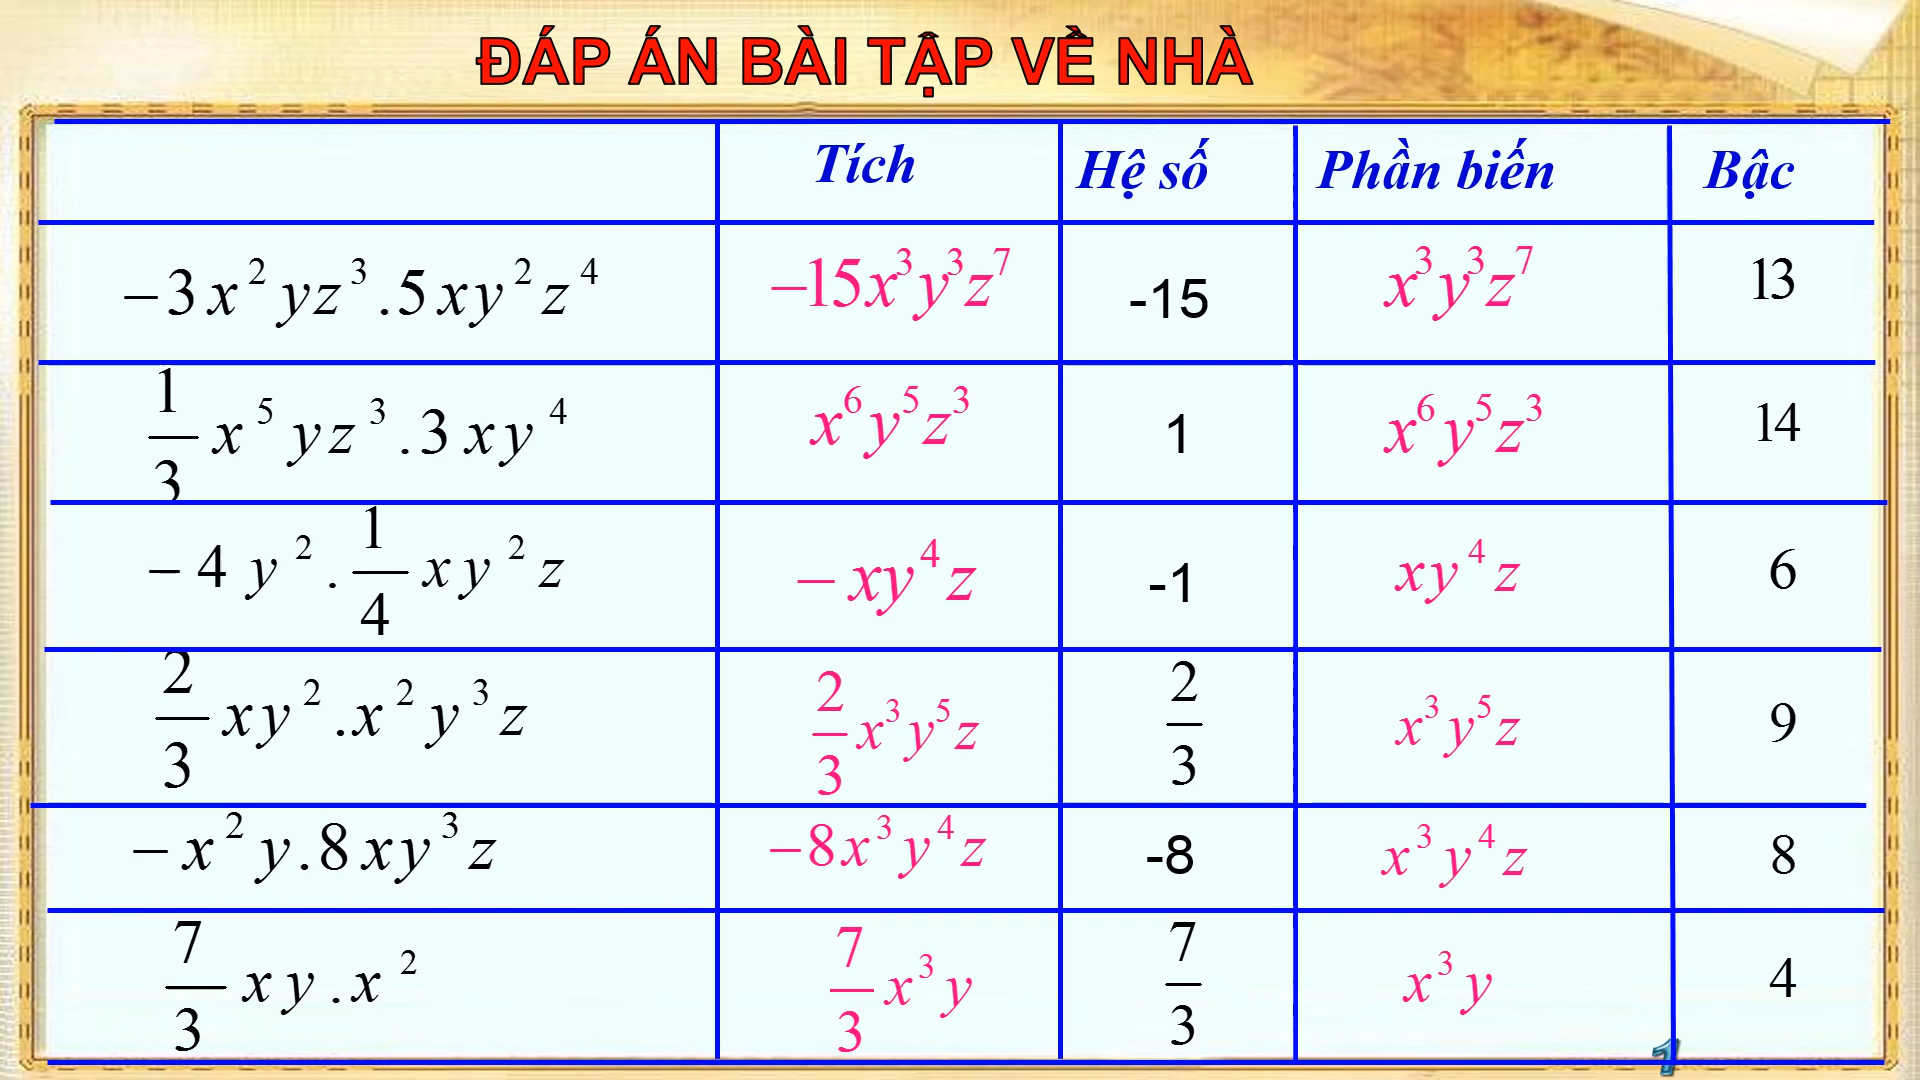 ĐÁP ÁN BÀI TẬP VỀ NHÀ
Tích Hệ số Phần biến Bậc
−3x²yz³.5xy²z⁴ −15x³y³z⁷ -15 x³y³z⁷ 13
1/3 x⁵yz³.3xy⁴ x⁶y⁵z³ 1 x⁶y⁵z³ 14
−4y².1/4 xy²z −xy⁴z -1 xy⁴z 6
2/3 xy².x²y³z 2/3 x³y⁵z 2/3 x³y⁵z 9
−x²y.8xy³z −8x³y⁴z -8 x³y⁴z 8
7/3 xy.x² 7/3 x³y 7/3 x³y 4
1